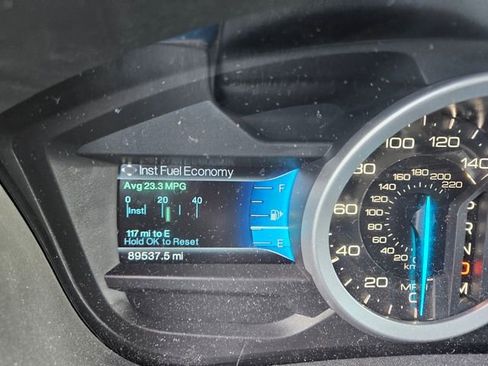 Inst Fuel Economy
Avg 23.3 MPG
0 20 40
Inst
117 mi to E
Hold OK to Reset
89537.5 mi
F
E
20
40
60
80
100
120
140
20
40
60
80
100
120
140
160
180
200
220
km
MPH
R
N
D
M